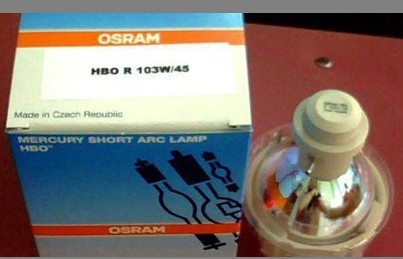 OSRAM
HBO R 103W/45
Made in Czech Republic
MERCURY SHORT ARC LAMP
HBO®
OSRAM